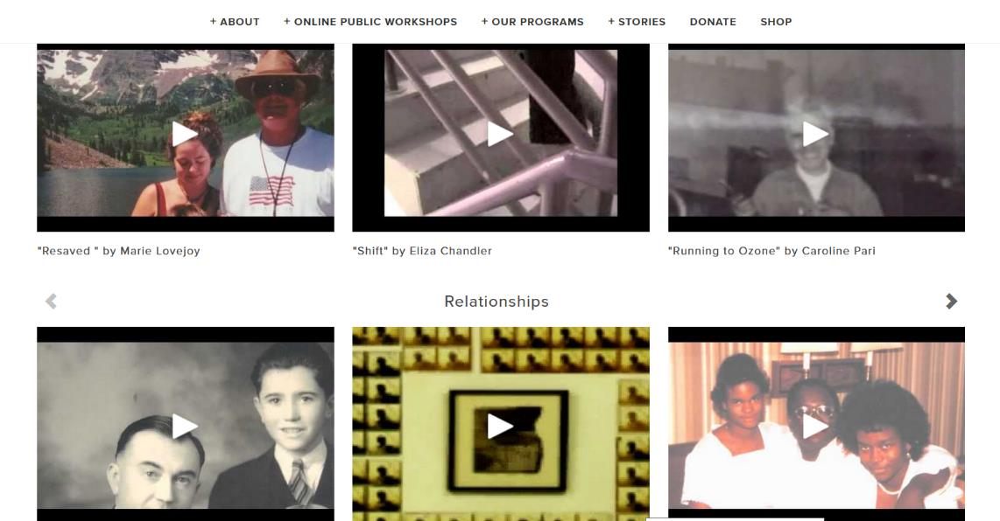 + ABOUT + ONLINE PUBLIC WORKSHOPS + OUR PROGRAMS + STORIES DONATE SHOP
"Resaved " by Marie Lovejoy "Shift" by Eliza Chandler "Running to Ozone" by Caroline Pari
Relationships